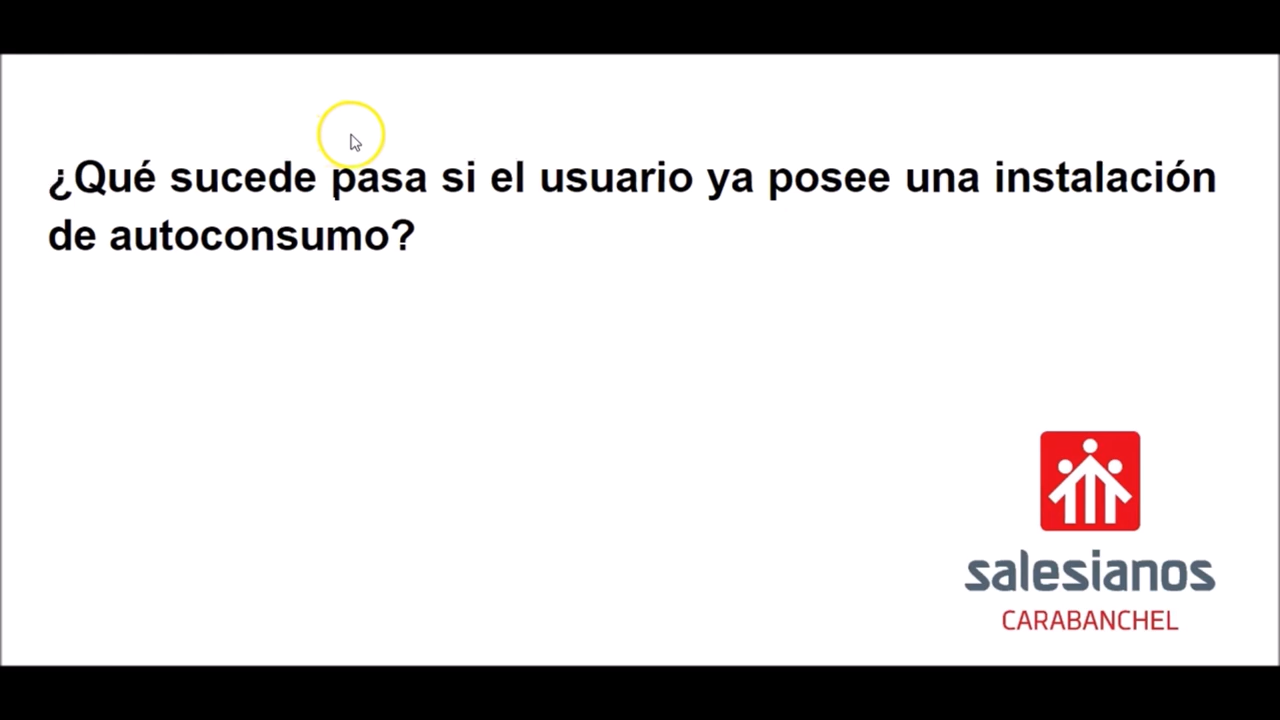 ¿Qué sucede pasa si el usuario ya posee una instalación
de autoconsumo?
salesianos
CARABANCHEL